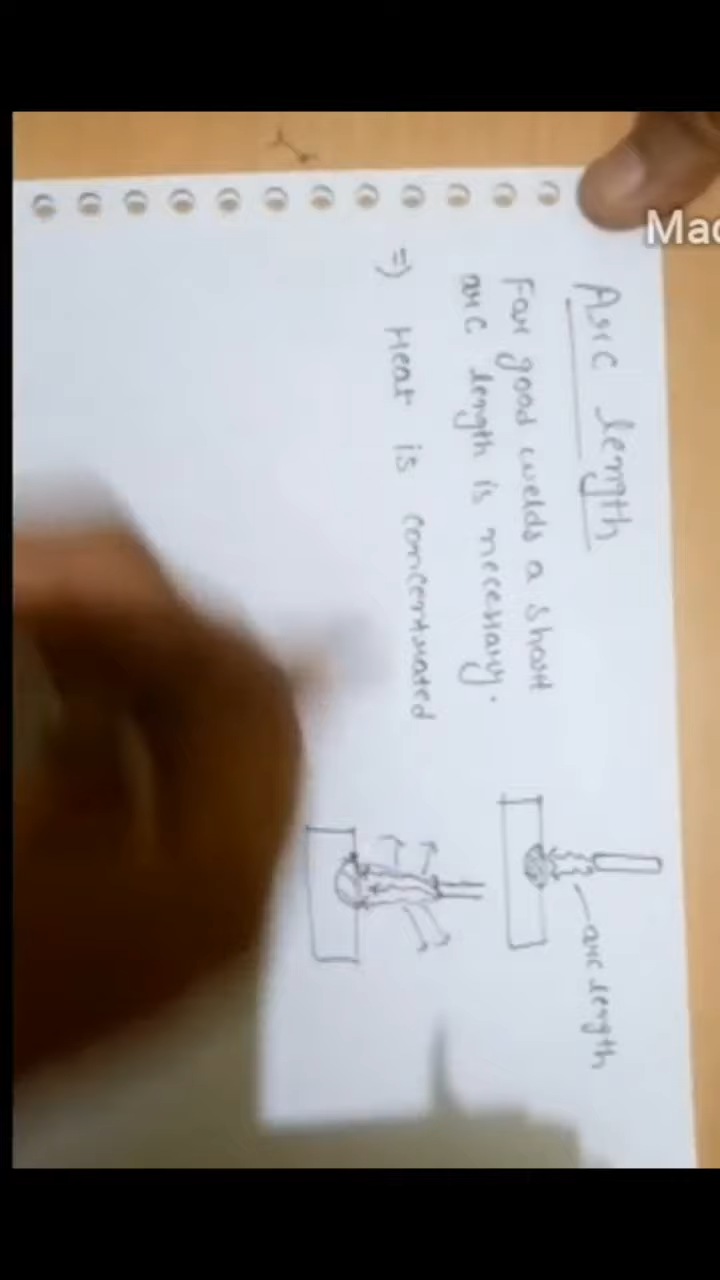 Arc length
For good welds a short
arc length is necessary.
=) Heat is concentrated
arc length
Mac